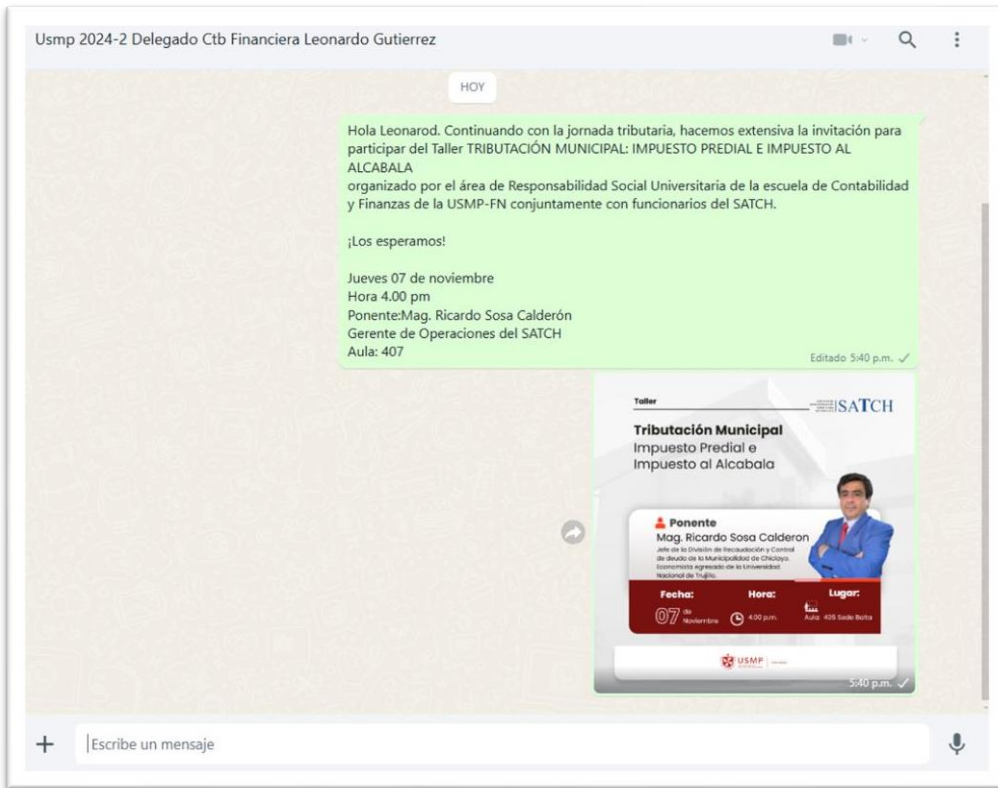 Usmp 2024-2 Delegado Ctb Financiera Leonardo Gutierrez
HOY
Hola Leonarod. Continuando con la jornada tributaria, hacemos extensiva la invitación para
participar del Taller TRIBUTACIÓN MUNICIPAL: IMPUESTO PREDIAL E IMPUESTO AL
ALCABALA
organizado por el área de Responsabilidad Social Universitaria de la escuela de Contabilidad
y Finanzas de la USMP-FN conjuntamente con funcionarios del SATCH.
¡Los esperamos!
Jueves 07 de noviembre
Hora 4.00 pm
Ponente:Mag. Ricardo Sosa Calderón
Gerente de Operaciones del SATCH
Aula: 407
Editado 5:40 p.m.
Taller
SATCH
Tributación Municipal
Impuesto Predial e
Impuesto al Alcabala
Ponente
Mag. Ricardo Sosa Calderon
Jefe de la División de Recaudación y Control
de deuda de la Municipalidad de Chiclayo.
Economista egresado de la Universidad
Nacional de Trujillo.
Fecha: Hora: Lugar:
07 de Noviembre 4.00 p.m. Aula 405 Sede Balta
USMP
5:40 p.m.
Escribe un mensaje